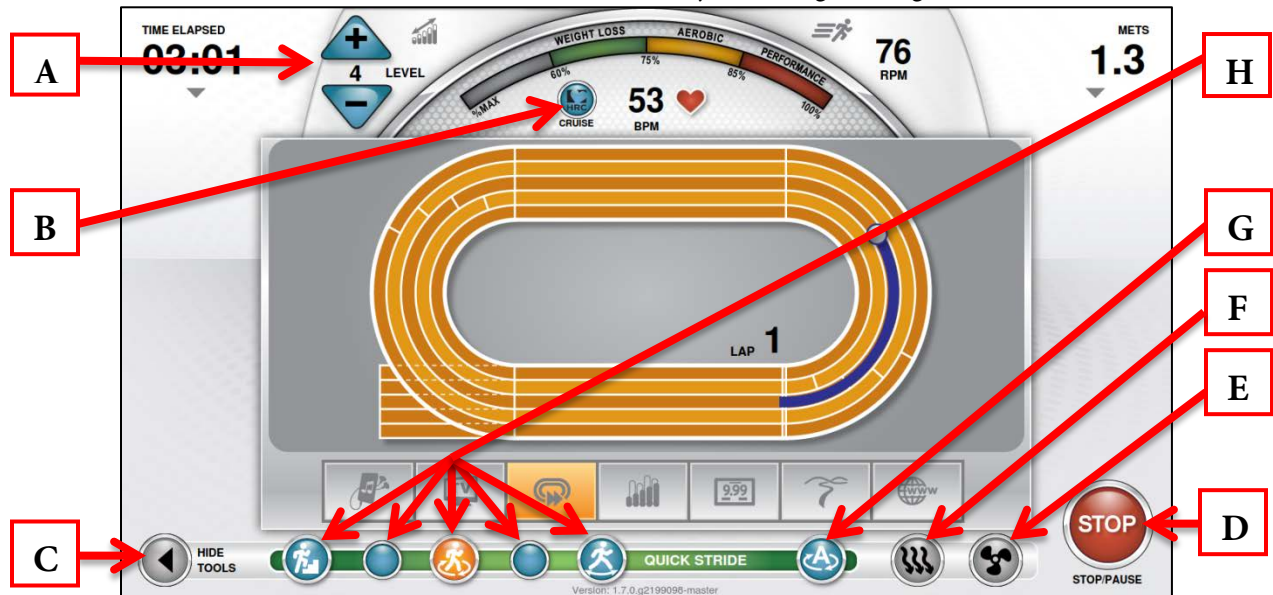 TIME ELAPSED
03:01
4 LEVEL
WEIGHT LOSS
AEROBIC
PERFORMANCE
%MAX
60%
75%
85%
100%
HRC
CRUISE
53
BPM
76
RPM
METS
1.3
A
B
C
D
E
F
G
H
LAP 1
TV
9.99
www
HIDE
TOOLS
QUICK STRIDE
A
STOP
STOP/PAUSE
Version: 1.7.0.g2199098-master